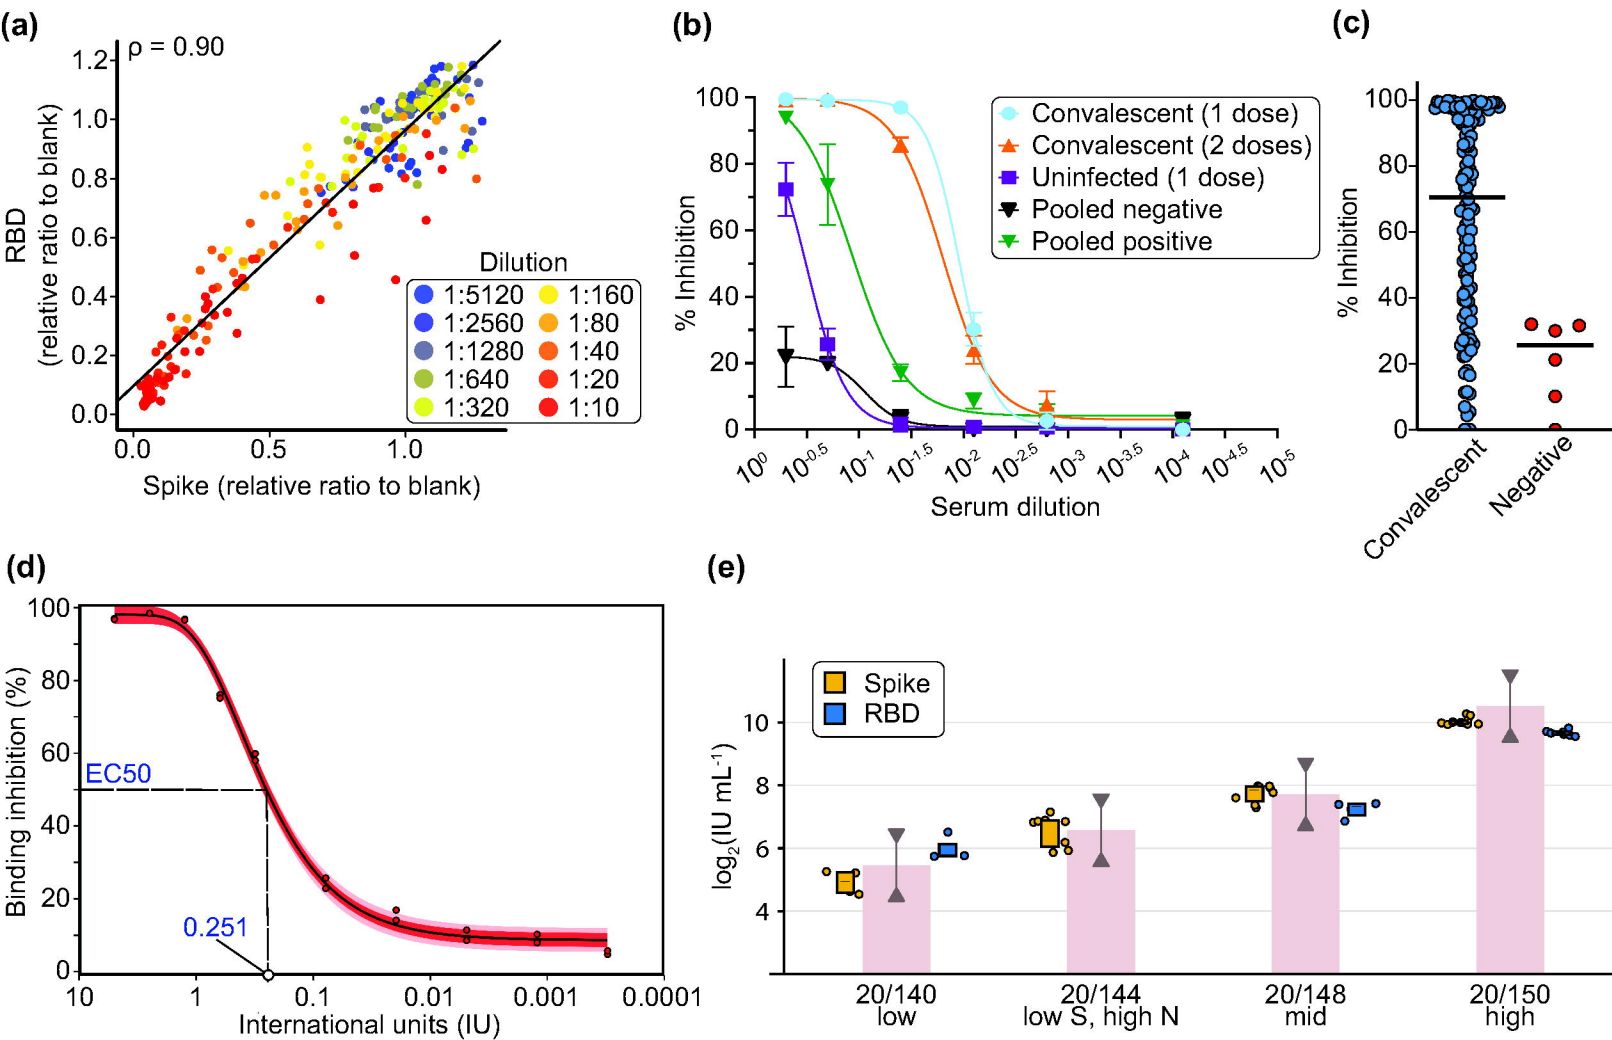 (a)
ρ = 0.90
RBD
(relative ratio to blank)
1.2
1.0
0.8
0.6
0.4
0.2
0.0
0.0
0.5
1.0
Spike (relative ratio to blank)
Dilution
1:5120
1:160
1:2560
1:80
1:1280
1:40
1:640
1:20
1:320
1:10
(b)
% Inhibition
100
80
60
40
20
0
10⁰
10⁻⁰·⁵
10⁻¹
10⁻¹·⁵
10⁻²
10⁻²·⁵
10⁻³
10⁻³·⁵
10⁻⁴
10⁻⁴·⁵
10⁻⁵
Serum dilution
Convalescent (1 dose)
Convalescent (2 doses)
Uninfected (1 dose)
Pooled negative
Pooled positive
(c)
% Inhibition
100
80
60
40
20
0
Convalescent
Negative
(d)
Binding inhibition (%)
100
80
60
40
20
0
EC50
0.251
10
1
0.1
0.01
0.001
0.0001
International units (IU)
(e)
log₂(IU mL⁻¹)
10
8
6
4
Spike
RBD
20/140
low
20/144
low S, high N
20/148
mid
20/150
high